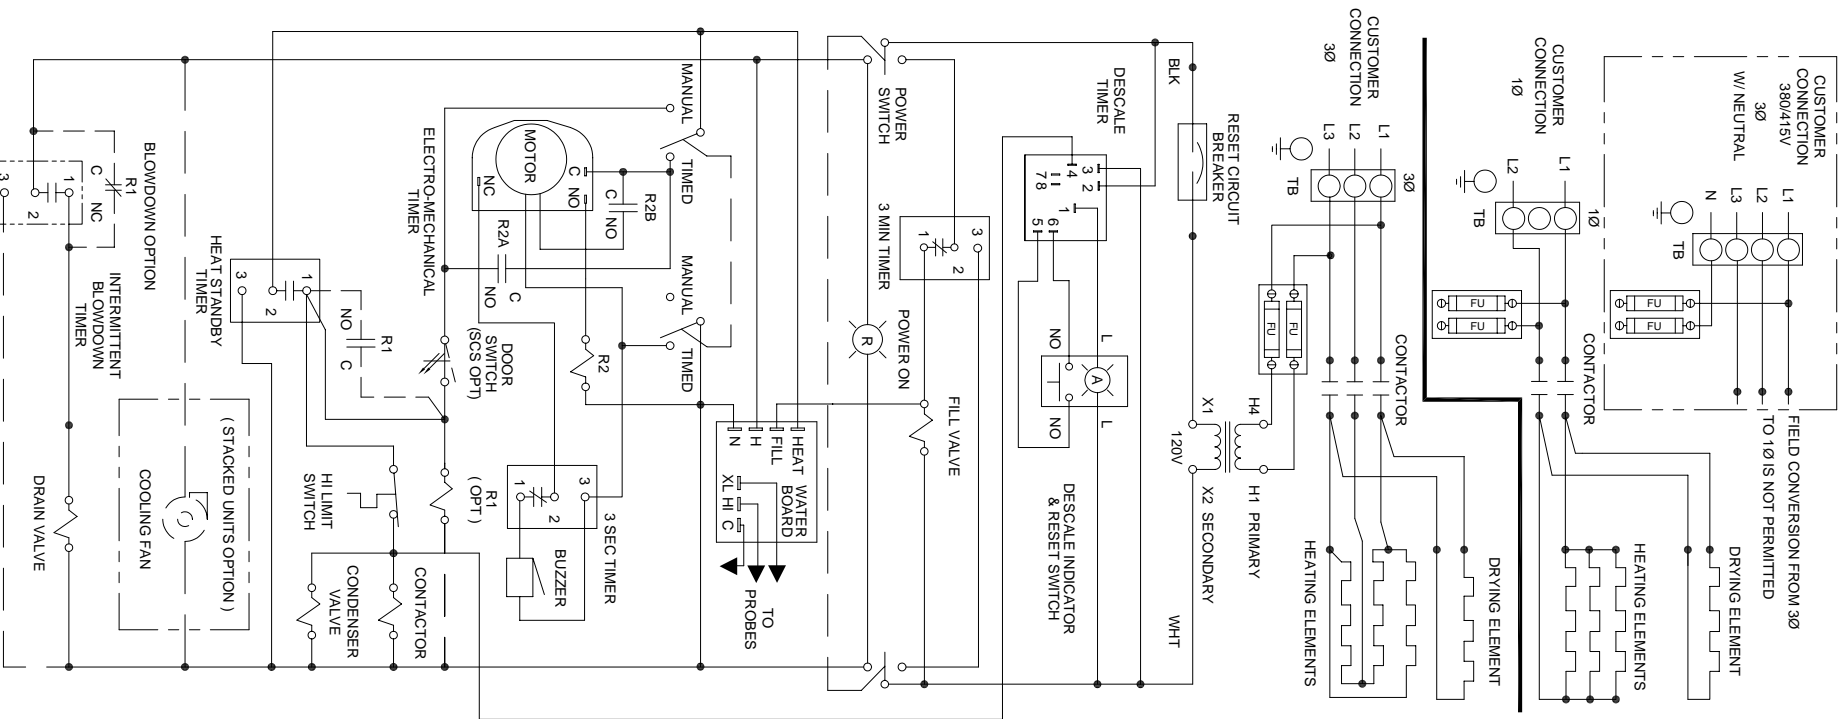 CUSTOMER
CONNECTION
380/415V
3Ø
W/ NEUTRAL
L1
L2
L3
N
TB
FU
FU
FIELD CONVERSION FROM 3Ø
TO 1Ø IS NOT PERMITTED
CUSTOMER
CONNECTION
1Ø
L1
L2
1Ø
TB
FU
FU
CONTACTOR
DRYING ELEMENT
HEATING ELEMENTS
CUSTOMER
CONNECTION
3Ø
L1
L2
L3
3Ø
TB
FU
FU
CONTACTOR
DRYING ELEMENT
HEATING ELEMENTS
H4
H1 PRIMARY
X1
X2 SECONDARY
120V
BLK
RESET CIRCUIT
BREAKER
WHT
DESCALE
TIMER
3
2
4
1
7
8
6
5
L
L
A
NO
NO
DESCALE INDICATOR
& RESET SWITCH
POWER
SWITCH
3
2
1
3 MIN TIMER
FILL VALVE
POWER ON
R
HEAT
FILL
H
N
WATER
BOARD
XL
HI
C
TO
PROBES
MANUAL
TIMED
MANUAL
TIMED
MOTOR
C
NO
NC
R2B
C
NO
R2A
NO
C
ELECTRO-MECHANICAL
TIMER
R2
3
2
1
3 SEC TIMER
BUZZER
DOOR
SWITCH
(SCS OPT)
R1
( OPT )
R1
NO
C
1
2
3
HEAT STANDBY
TIMER
HI LIMIT
SWITCH
CONTACTOR
CONDENSER
VALVE
( STACKED UNITS OPTION )
COOLING FAN
BLOWDOWN OPTION
R1
C
NC
1
2
3
INTERMITTENT
BLOWDOWN
TIMER
DRAIN VALVE